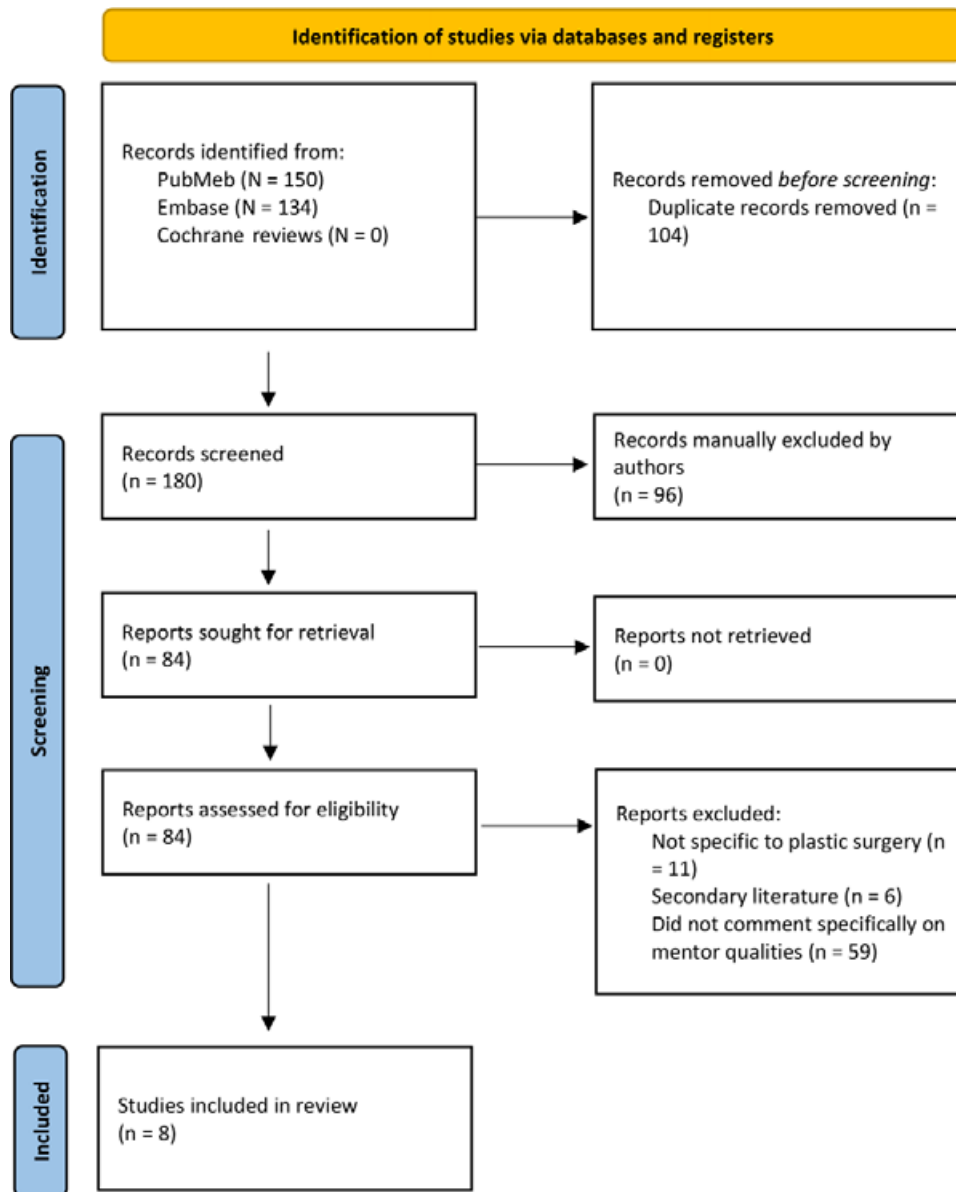 Identification of studies via databases and registers
Identification
Records identified from:
PubMeb (N = 150)
Embase (N = 134)
Cochrane reviews (N = 0)
Records removed before screening:
Duplicate records removed (n =
104)
Screening
Records screened
(n = 180)
Records manually excluded by
authors
(n = 96)
Reports sought for retrieval
(n = 84)
Reports not retrieved
(n = 0)
Reports assessed for eligibility
(n = 84)
Reports excluded:
Not specific to plastic surgery (n
= 11)
Secondary literature (n = 6)
Did not comment specifically on
mentor qualities (n = 59)
Included
Studies included in review
(n = 8)